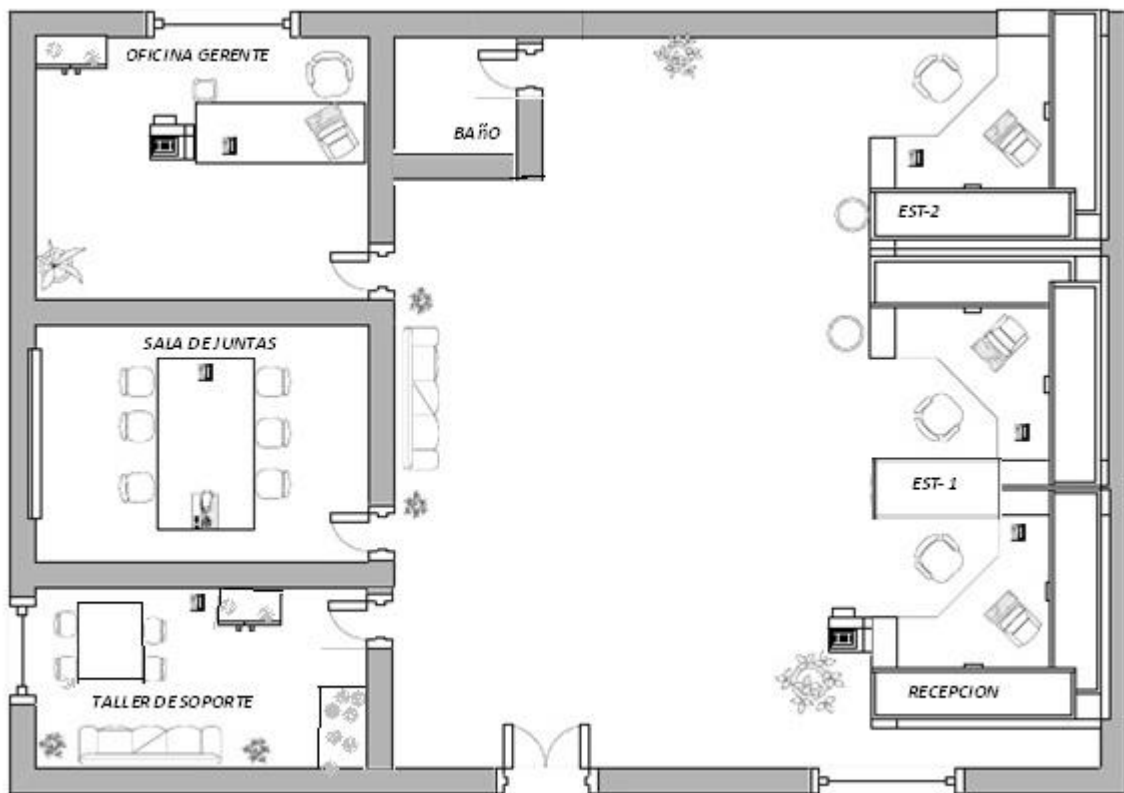 OFICINA GERENTE
BAÑO
EST-2
SALA DE JUNTAS
EST- 1
TALLER DE SOPORTE
RECEPCION